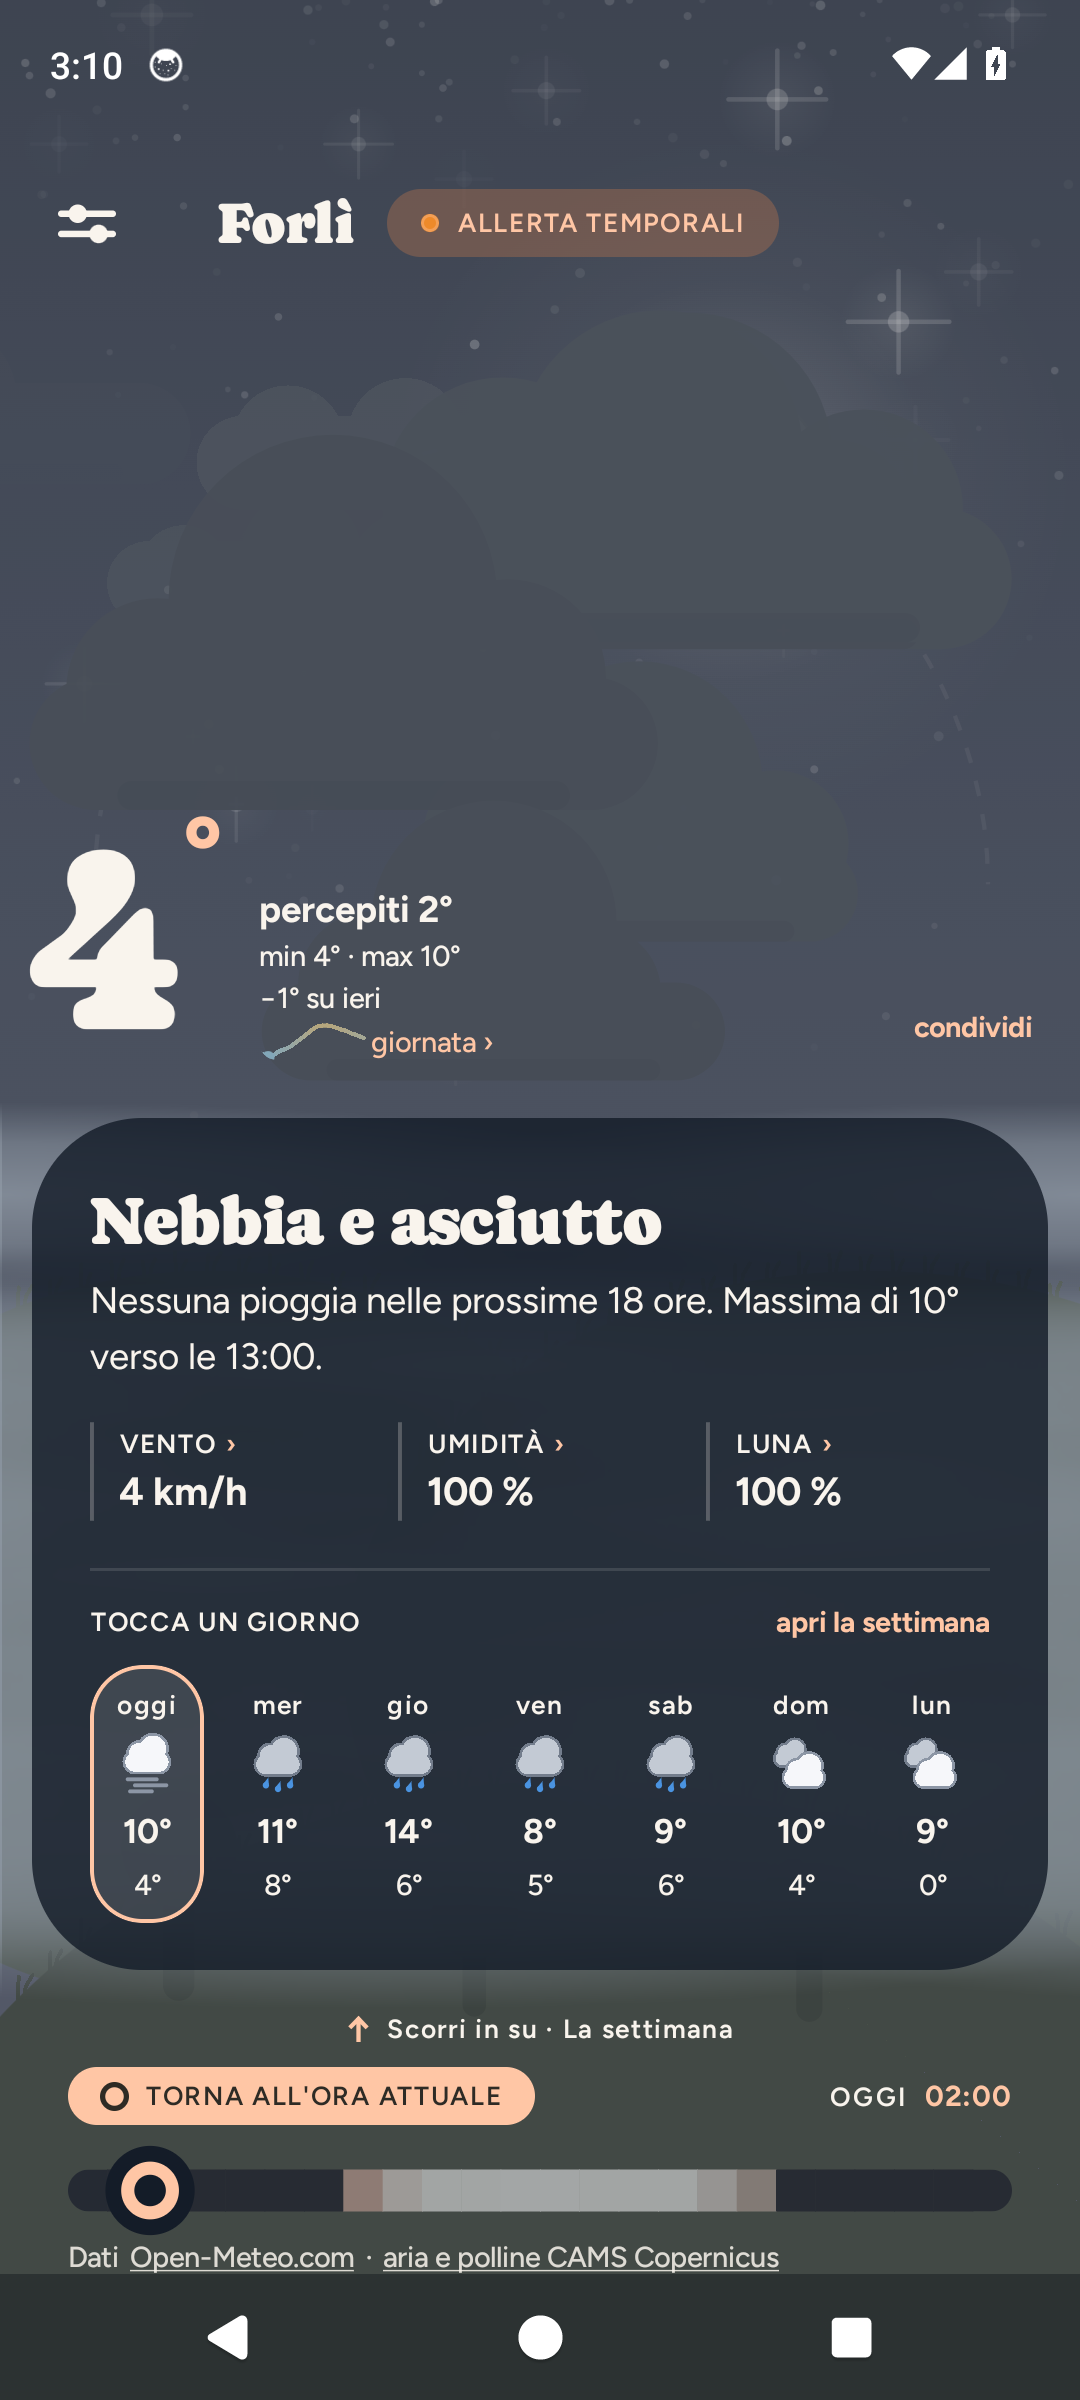 3:10
Forlì
ALLERTA TEMPORALI
4°
percepiti 2°
min 4° · max 10°
−1° su ieri
giornata ›
condividi
Nebbia e asciutto
Nessuna pioggia nelle prossime 18 ore. Massima di 10°
verso le 13:00.
VENTO › UMIDITÀ › LUNA ›
4 km/h 100 % 100 %
TOCCA UN GIORNO apri la settimana
oggi mer gio ven sab dom lun
10° 11° 14° 8° 9° 10° 9°
4° 8° 6° 5° 6° 4° 0°
↑ Scorri in su · La settimana
TORNA ALL'ORA ATTUALE OGGI 02:00
Dati Open-Meteo.com · aria e polline CAMS Copernicus